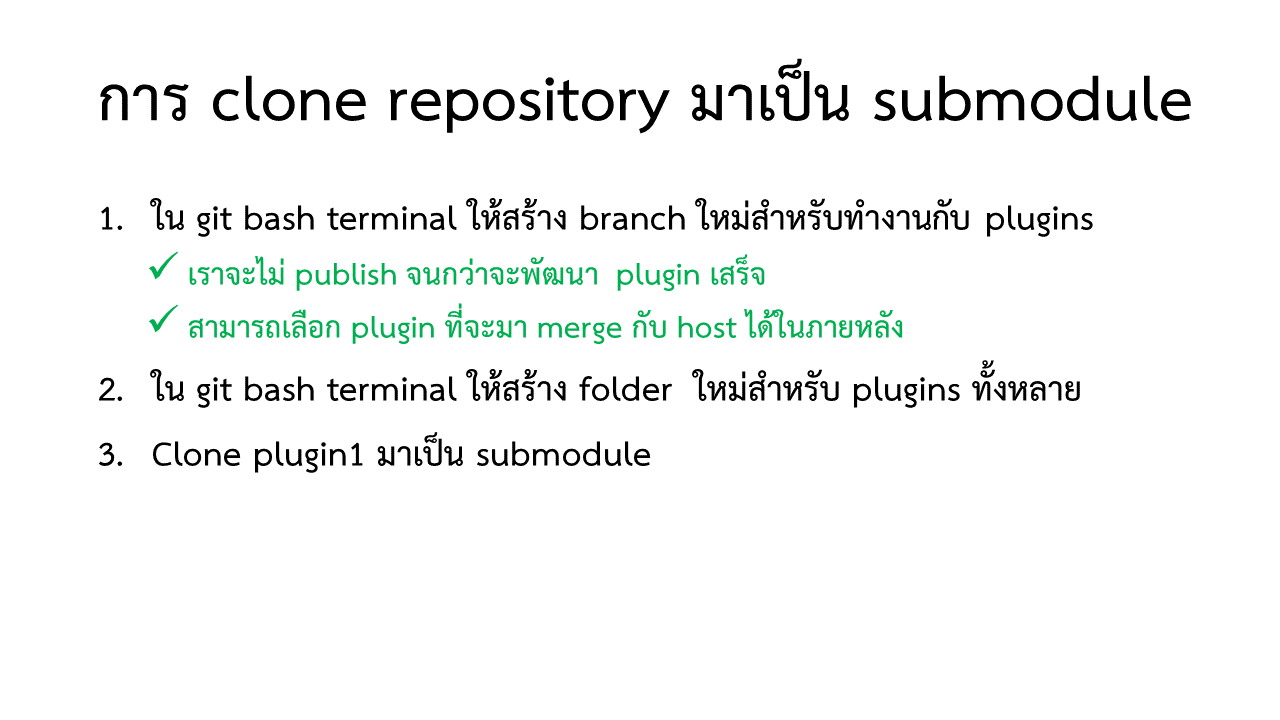 การ clone repository มาเป็น submodule
1. ใน git bash terminal ให้สร้าง branch ใหม่สำหรับทำงานกับ plugins
✓ เราจะไม่ publish จนกว่าจะพัฒนา plugin เสร็จ
✓ สามารถเลือก plugin ที่จะมา merge กับ host ได้ในภายหลัง
2. ใน git bash terminal ให้สร้าง folder ใหม่สำหรับ plugins ทั้งหลาย
3. Clone plugin1 มาเป็น submodule